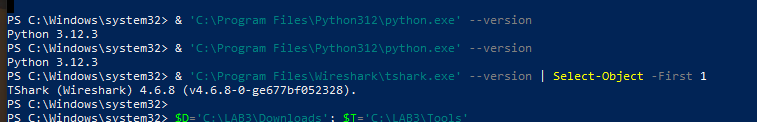 PS C:\Windows\system32> & 'C:\Program Files\Python312\python.exe' --version
Python 3.12.3
PS C:\Windows\system32> & 'C:\Program Files\Python312\python.exe' --version
Python 3.12.3
PS C:\Windows\system32> & 'C:\Program Files\Wireshark\tshark.exe' --version | Select-Object -First 1
TShark (Wireshark) 4.6.8 (v4.6.8-0-ge677bf052328).
PS C:\Windows\system32>
PS C:\Windows\system32> $D='C:\LAB3\Downloads'; $T='C:\LAB3\Tools'